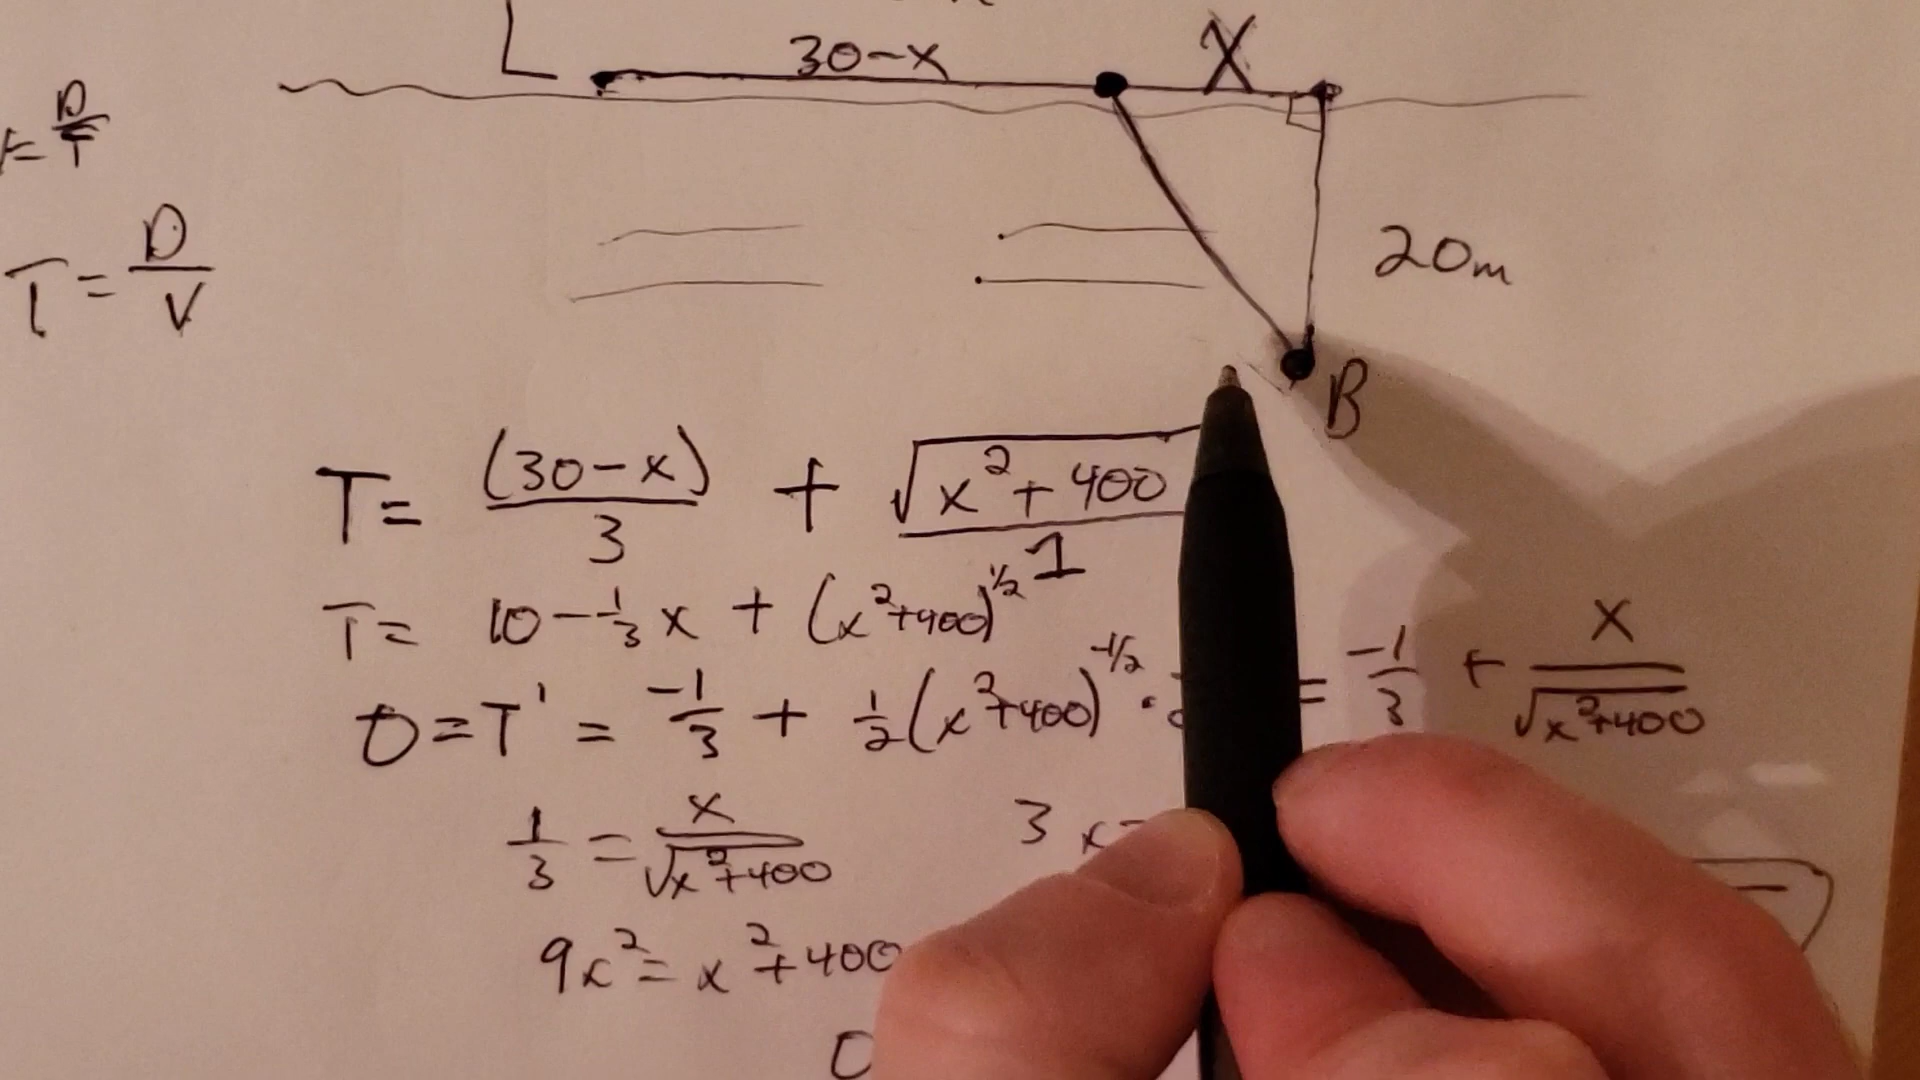 L
30-x
X
= D/T
T = D/V
20m
B
T = (30-x)/3 + √(x²+400)/1
T = 10 - 1/3 x + (x²+400)^1/2
0 = T' = -1/3 + 1/2 (x²+400)^-1/2 · = -1/3 + x/√(x²+400)
1/3 = x/√(x²+400)
3x
9x² = x²+400